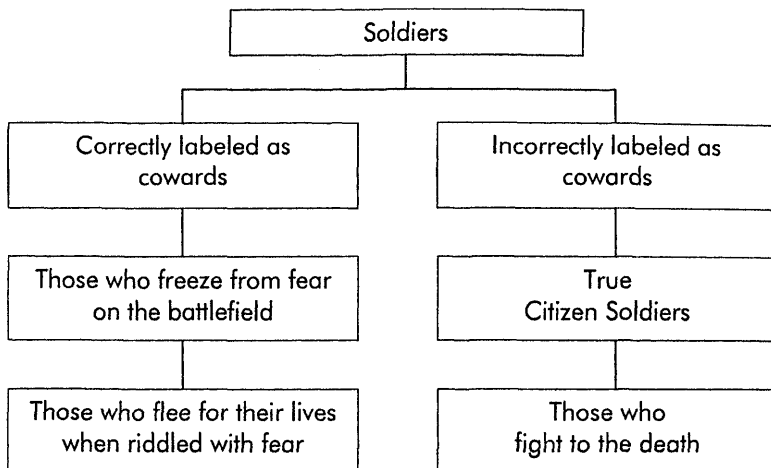 Soldiers
Correctly labeled as
cowards
Incorrectly labeled as
cowards
Those who freeze from fear
on the battlefield
True
Citizen Soldiers
Those who flee for their lives
when riddled with fear
Those who
fight to the death